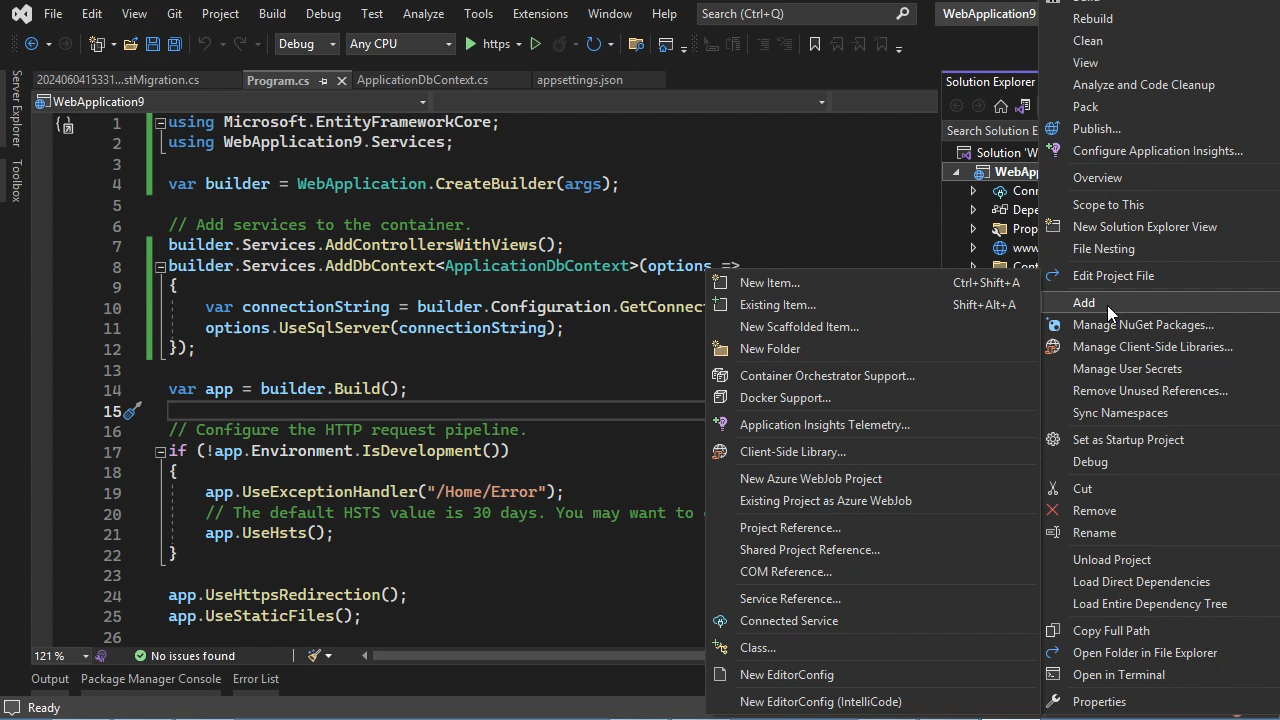 File Edit View Git Project Build Debug Test Analyze Tools Extensions Window Help Search (Ctrl+Q) WebApplication9
Debug Any CPU https
2024060415331...stMigration.cs Program.cs ApplicationDbContext.cs appsettings.json
WebApplication9
Server Explorer
Toolbox
1 using Microsoft.EntityFrameworkCore;
2 using WebApplication9.Services;
3
4 var builder = WebApplication.CreateBuilder(args);
5
6 // Add services to the container.
7 builder.Services.AddControllersWithViews();
8 builder.Services.AddDbContext<ApplicationDbContext>(options =>
9 {
10 var connectionString = builder.Configuration.GetConnect
11 options.UseSqlServer(connectionString);
12 });
13
14 var app = builder.Build();
15
16 // Configure the HTTP request pipeline.
17 if (!app.Environment.IsDevelopment())
18 {
19 app.UseExceptionHandler("/Home/Error");
20 // The default HSTS value is 30 days. You may want to
21 app.UseHsts();
22 }
23
24 app.UseHttpsRedirection();
25 app.UseStaticFiles();
26
121 % No issues found
Output Package Manager Console Error List
Ready
Solution Explorer
Search Solution E
Solution 'W
WebAp
Conn
Depe
Prop
www
New Item... Ctrl+Shift+A
Existing Item... Shift+Alt+A
New Scaffolded Item...
New Folder
Container Orchestrator Support...
Docker Support...
Application Insights Telemetry...
Client-Side Library...
New Azure WebJob Project
Existing Project as Azure WebJob
Project Reference...
Shared Project Reference...
COM Reference...
Service Reference...
Connected Service
Class...
New EditorConfig
New EditorConfig (IntelliCode)
Rebuild
Clean
View
Analyze and Code Cleanup
Pack
Publish...
Configure Application Insights...
Overview
Scope to This
New Solution Explorer View
File Nesting
Edit Project File
Add
Manage NuGet Packages...
Manage Client-Side Libraries...
Manage User Secrets
Remove Unused References...
Sync Namespaces
Set as Startup Project
Debug
Cut
Remove
Rename
Unload Project
Load Direct Dependencies
Load Entire Dependency Tree
Copy Full Path
Open Folder in File Explorer
Open in Terminal
Properties